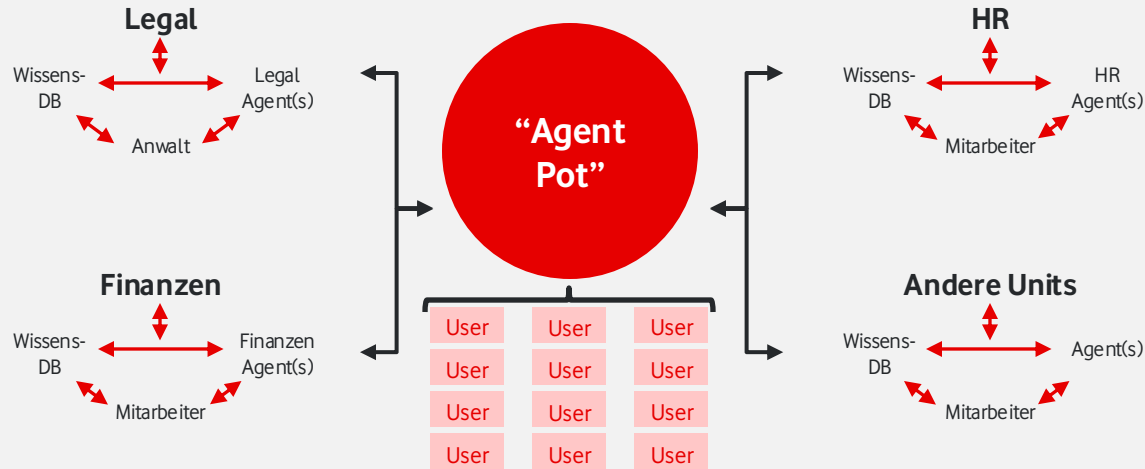 Legal
Wissens-
DB
Legal
Agent(s)
Anwalt
“Agent
Pot”
HR
Wissens-
DB
HR
Agent(s)
Mitarbeiter
Finanzen
Wissens-
DB
Finanzen
Agent(s)
Mitarbeiter
Andere Units
Wissens-
DB
Agent(s)
Mitarbeiter
User User User
User User User
User User User
User User User